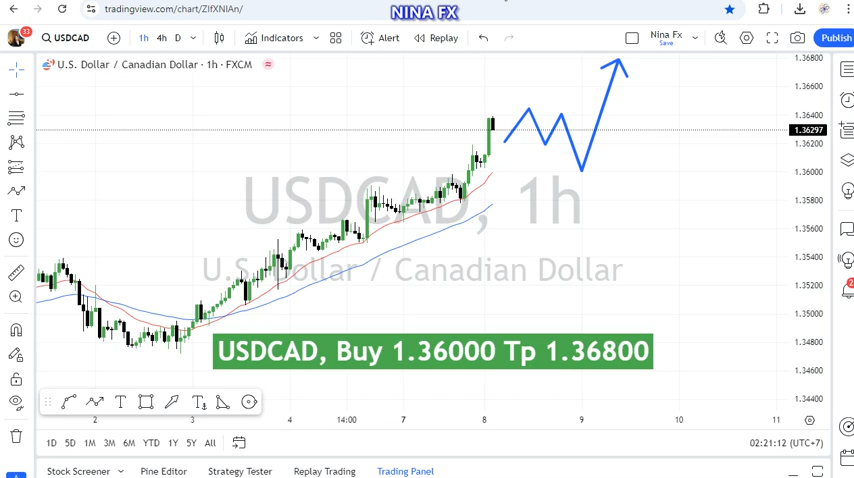 tradingview.com/chart/ZIfXNIAn/
NINA FX
33
USDCAD
1h 4h D
Indicators
Alert
Replay
Nina Fx
Save
Publish
U.S. Dollar / Canadian Dollar · 1h · FXCM
1.36800
1.36600
1.36400
1.36297
1.36200
1.36000
1.35800
1.35600
1.35400
1.35200
1.35000
1.34800
1.34600
1.34400
USDCAD, 1h
U.S. Dollar / Canadian Dollar
USDCAD, Buy 1.36000 Tp 1.36800
2 3 4 14:00 7 8 9 10 11
1D 5D 1M 3M 6M YTD 1Y 5Y All
02:21:12 (UTC+7)
Stock Screener Pine Editor Strategy Tester Replay Trading Trading Panel